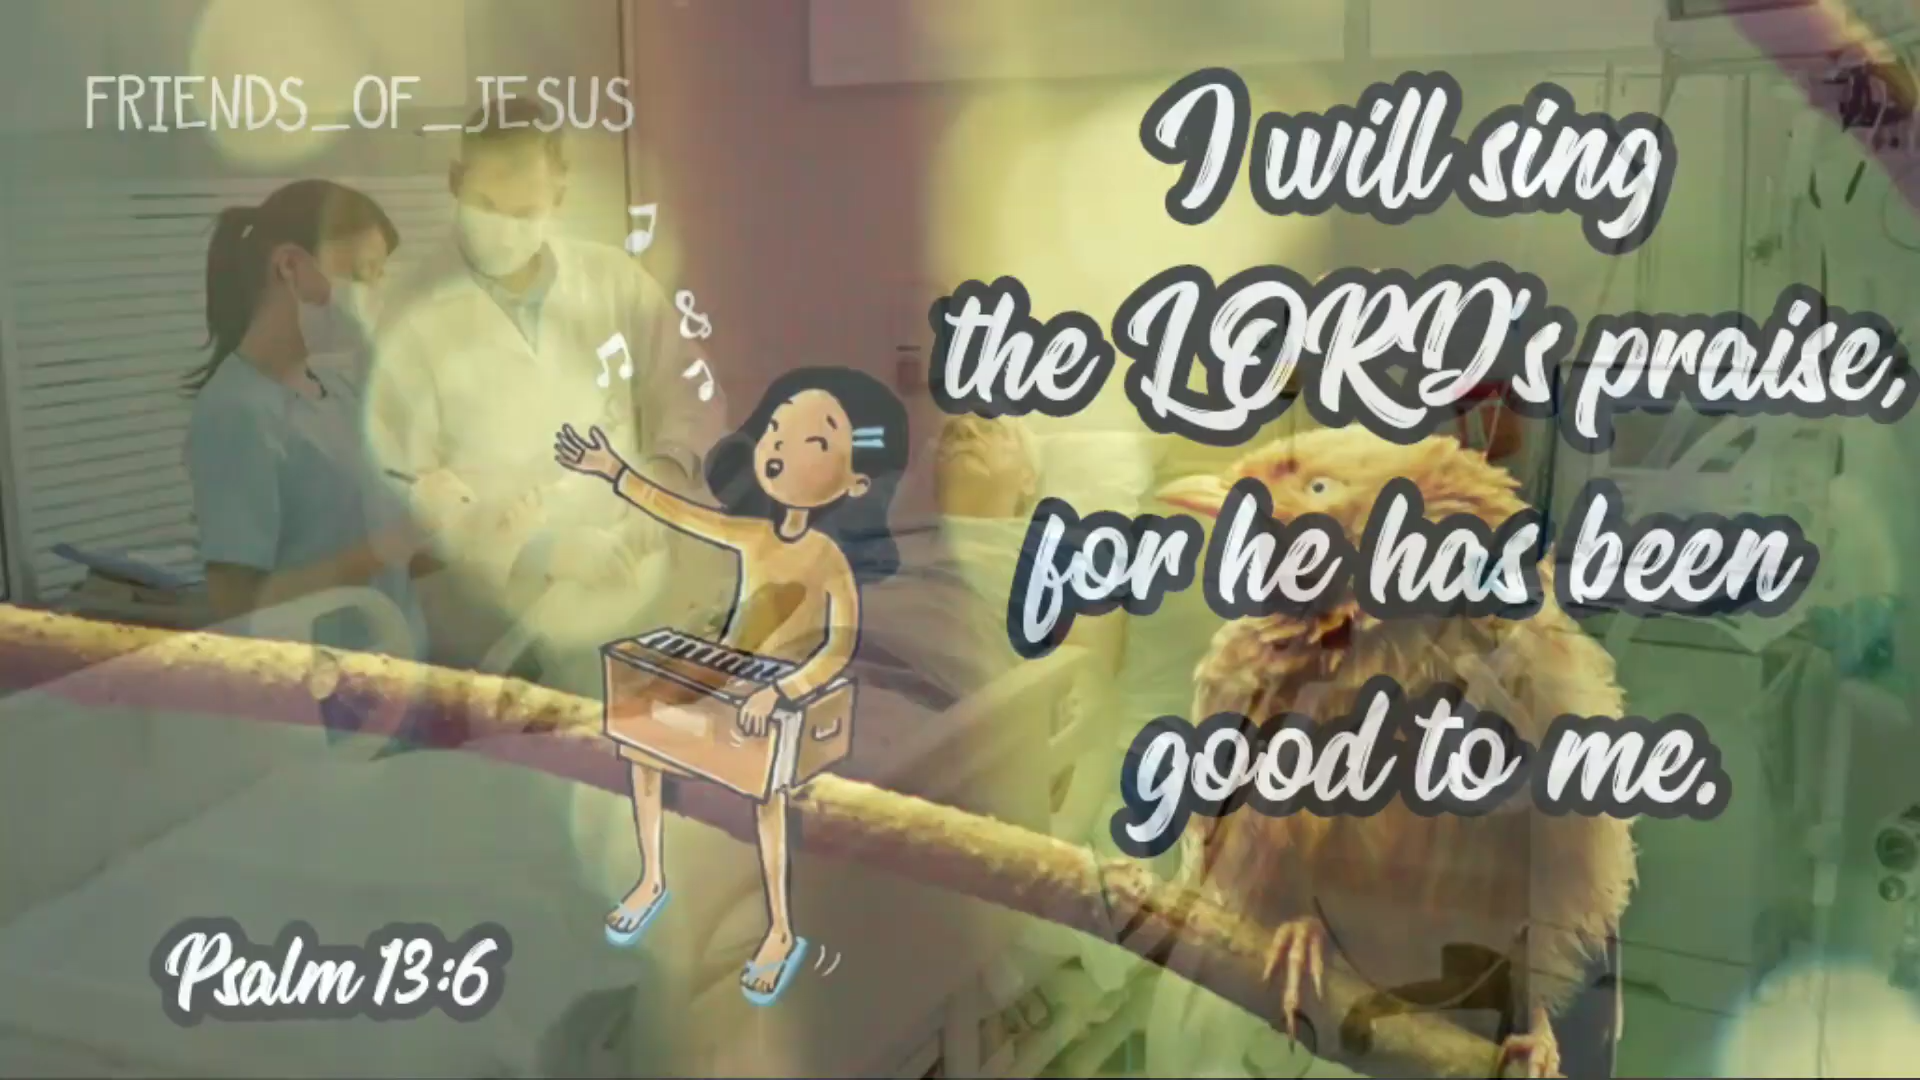 FRIENDS_OF_JESUS
I will sing
the LORD's praise,
for he has been
good to me.
Psalm 13:6